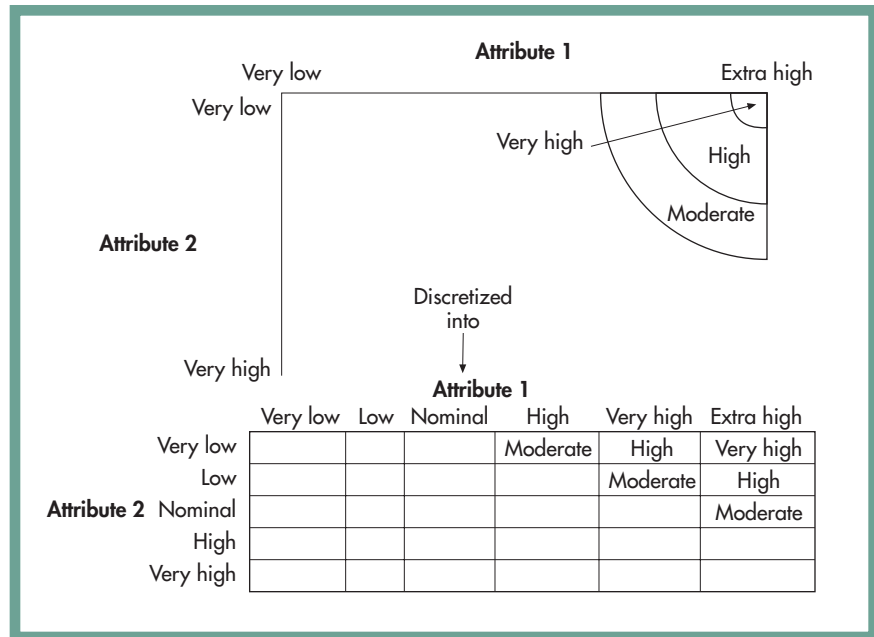 Attribute 1
Very low
Extra high
Very low
Very high
High
Moderate
Attribute 2
Discretized
into
Very high
Attribute 1
Very low Low Nominal High Very high Extra high
Very low Moderate High Very high
Low Moderate High
Attribute 2 Nominal Moderate
High
Very high